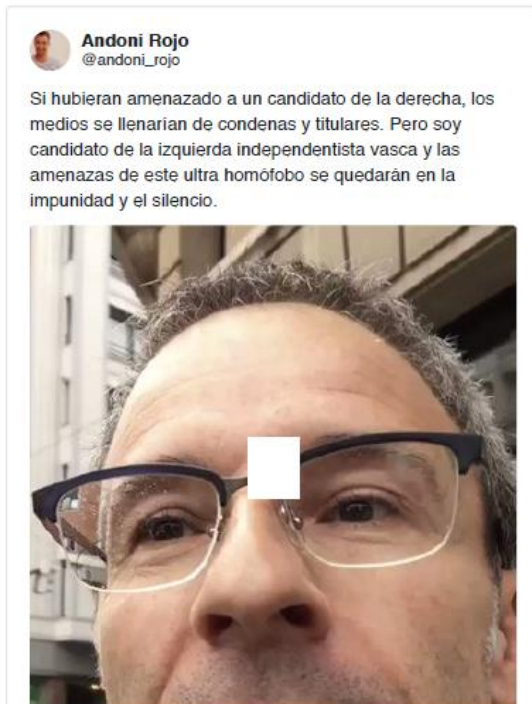 Andoni Rojo
@andoni_rojo
Si hubieran amenazado a un candidato de la derecha, los
medios se llenarían de condenas y titulares. Pero soy
candidato de la izquierda independentista vasca y las
amenazas de este ultra homófobo se quedarán en la
impunidad y el silencio.